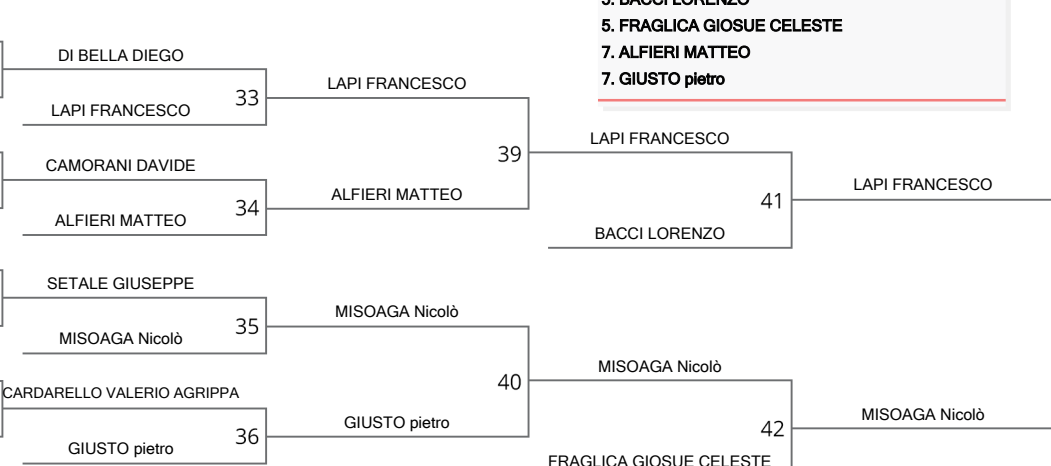 5. BACCI LORENZO
5. FRAGLICA GIOSUE CELESTE
7. ALFIERI MATTEO
7. GIUSTO pietro
DI BELLA DIEGO
LAPI FRANCESCO
33
CAMORANI DAVIDE
ALFIERI MATTEO
34
SETALE GIUSEPPE
MISOAGA Nicolò
35
CARDARELLO VALERIO AGRIPPA
GIUSTO pietro
36
LAPI FRANCESCO
ALFIERI MATTEO
39
MISOAGA Nicolò
GIUSTO pietro
40
LAPI FRANCESCO
BACCI LORENZO
41
MISOAGA Nicolò
FRAGLICA GIOSUE CELESTE
42
LAPI FRANCESCO
MISOAGA Nicolò